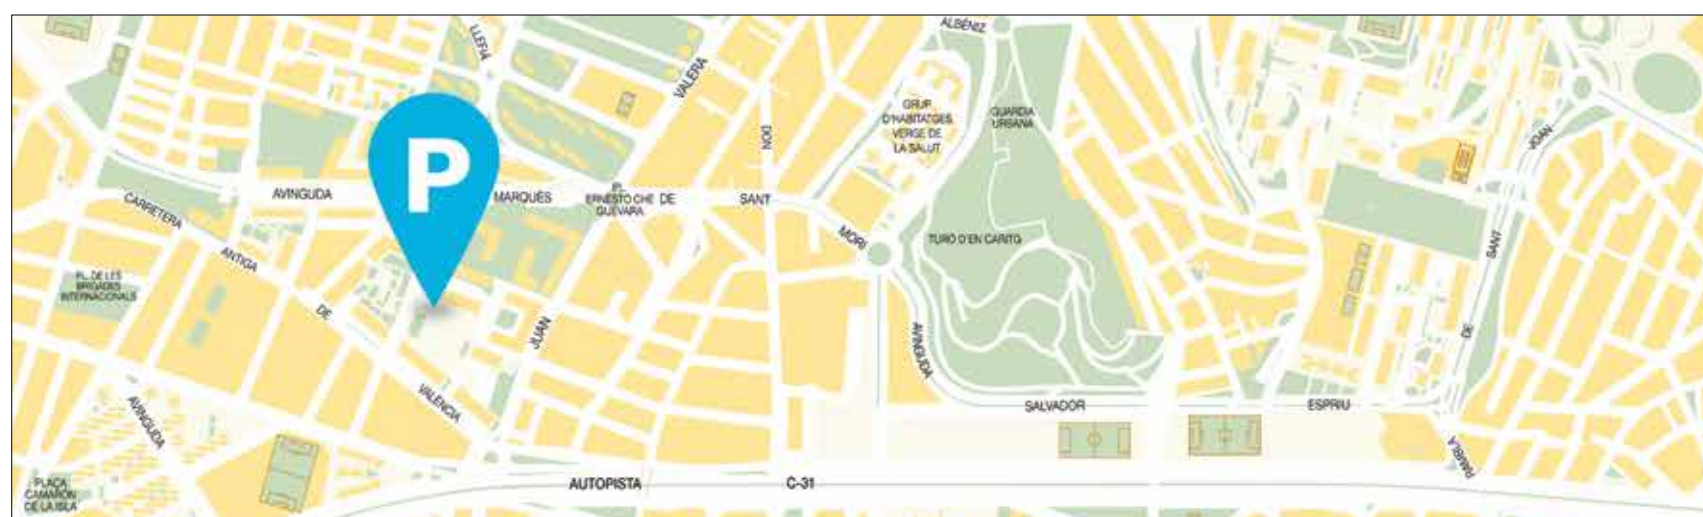 ALBÉNIZ
LLEFIÀ
VALERA
P
DON
GRUP
D'HABITATGES
VERGE DE
LA SALUT
GUARDIA
URBANA
JOAN
CARRETERA
AVINGUDA
MARQUÈS
PL.
ERNESTO CHE
GUEVARA
DE
SANT
MORI
TURO D'EN CARITG
SANT
ANTIGA
PL. DE LES
BRIGADES
INTERNACIONALS
DE
JUAN
AVINGUDA
DE
VALENCIA
AVINGUDA
SALVADOR
ESPRIU
RAMBLA
PLAÇA
CAMARÓN
DE LA ISLA
AUTOPISTA
C-31